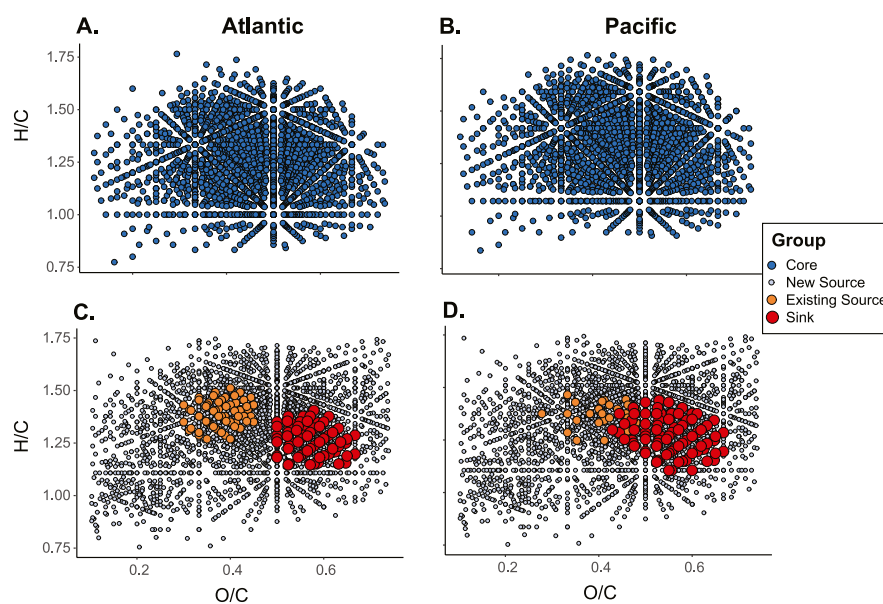 A.
Atlantic
B.
Pacific
1.75
1.50
1.25
1.00
0.75
H/C
Group
Core
New Source
Existing Source
Sink
C.
D.
1.75
1.50
1.25
1.00
0.75
H/C
0.2
0.4
0.6
0.2
0.4
0.6
O/C
O/C